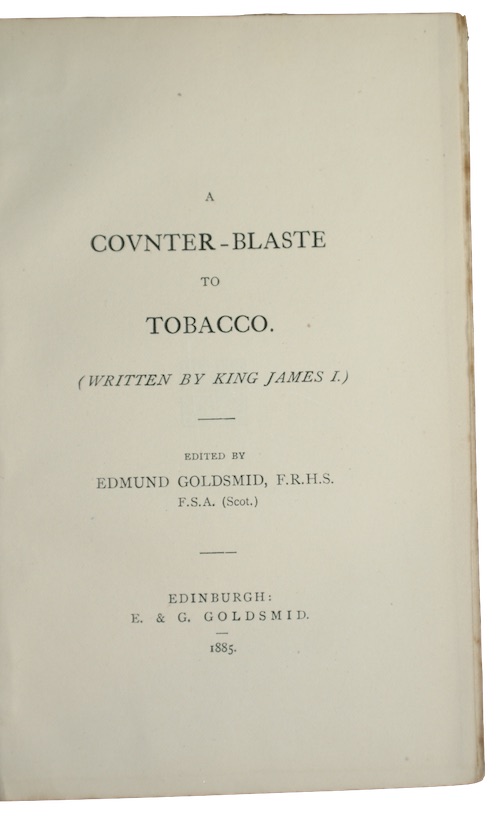 A
COVNTER-BLASTE
TO
TOBACCO.
(WRITTEN BY KING JAMES I.)
EDITED BY
EDMUND GOLDSMID, F.R.H.S.
F.S.A. (Scot.)
EDINBURGH:
E. & G. GOLDSMID.
1885.